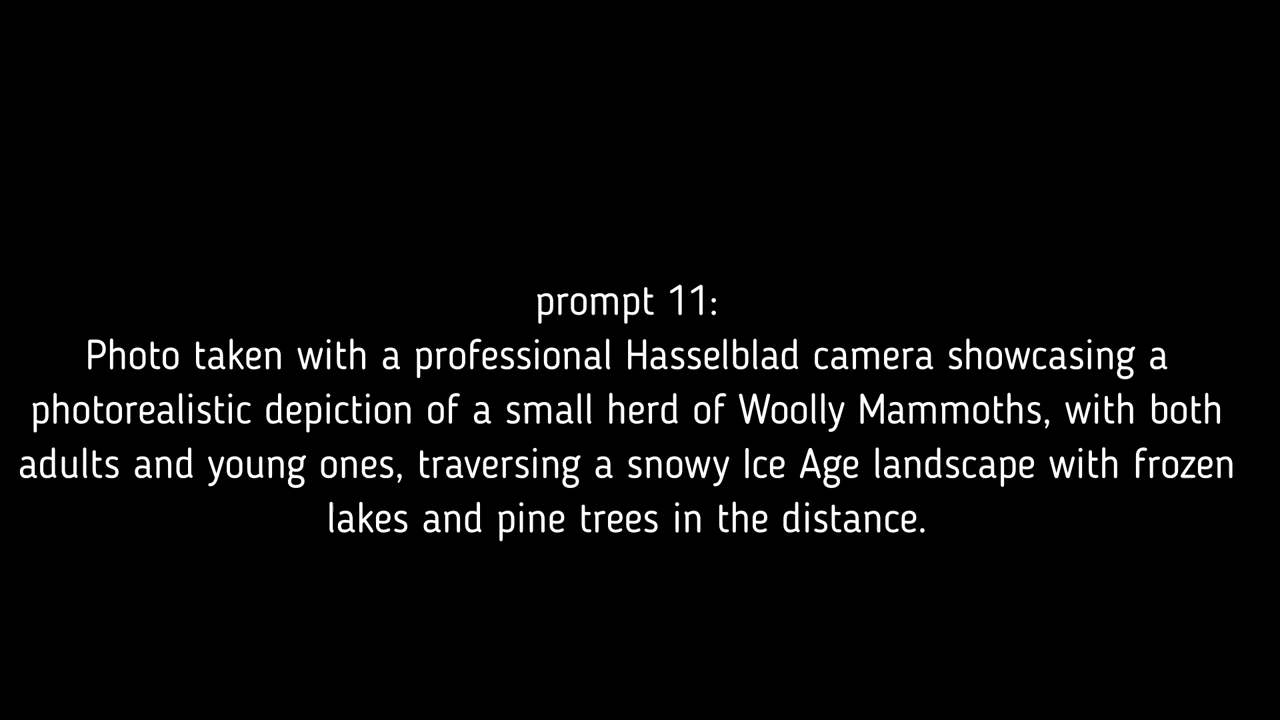 prompt 11:
Photo taken with a professional Hasselblad camera showcasing a
photorealistic depiction of a small herd of Woolly Mammoths, with both
adults and young ones, traversing a snowy Ice Age landscape with frozen
lakes and pine trees in the distance.